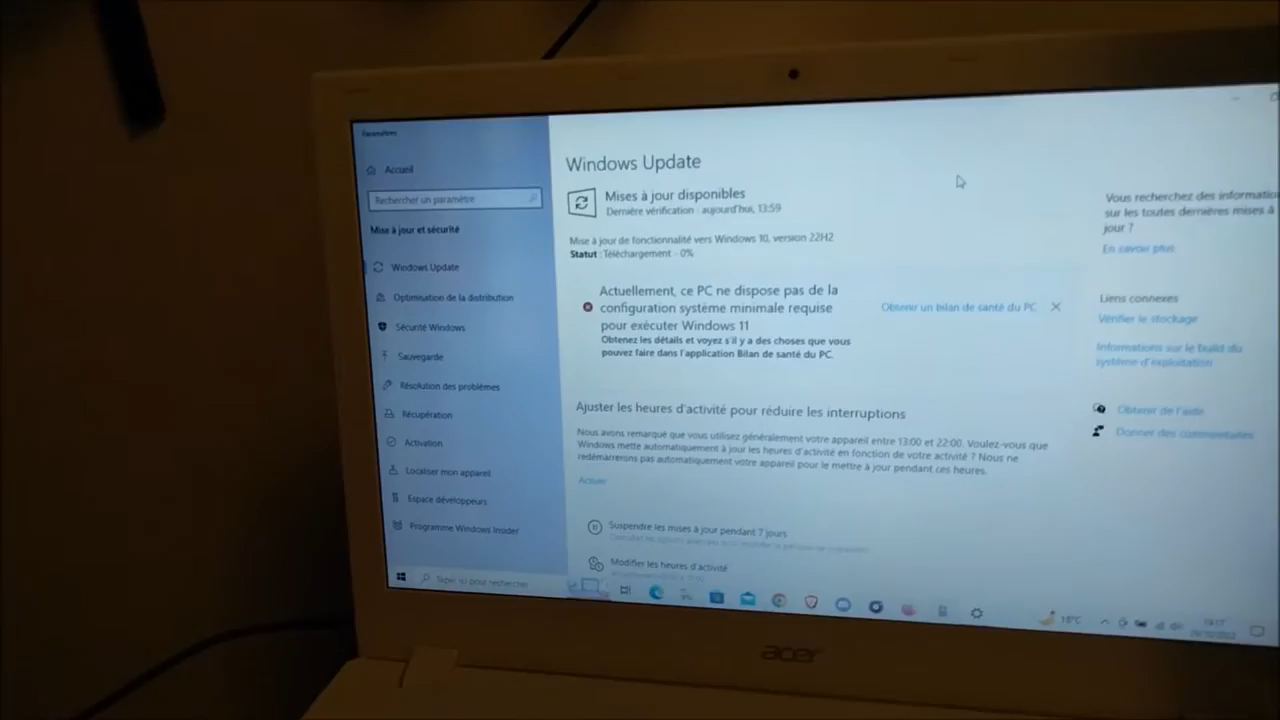 Paramètres
Accueil
Rechercher un paramètre
Mise à jour et sécurité
Windows Update
Optimisation de la distribution
Sécurité Windows
Sauvegarde
Résolution des problèmes
Récupération
Activation
Localiser mon appareil
Espace développeurs
Programme Windows Insider
Windows Update
Mises à jour disponibles
Dernière vérification : aujourd'hui, 13:59
Mise à jour de fonctionnalité vers Windows 10, version 22H2
Statut : Téléchargement - 0%
Actuellement, ce PC ne dispose pas de la
configuration système minimale requise
pour exécuter Windows 11
Obtenez les détails et voyez s'il y a des choses que vous
pouvez faire dans l'application Bilan de santé du PC.
Obtenir un bilan de santé du PC
Ajuster les heures d'activité pour réduire les interruptions
Nous avons remarqué que vous utilisez généralement votre appareil entre 13:00 et 22:00. Voulez-vous que
Windows mette automatiquement à jour les heures d'activité en fonction de votre activité ? Nous ne
redémarrerons pas automatiquement votre appareil pour le mettre à jour pendant ces heures.
Activer
Suspendre les mises à jour pendant 7 jours
Modifier les heures d'activité
Vous recherchez des informatio
sur les toutes dernières mises à
jour ?
En savoir plus
Liens connexes
Vérifier le stockage
Informations sur le build du
système d'exploitation
Obtenir de l'aide
Donner des commentaires
Taper ici pour rechercher
acer